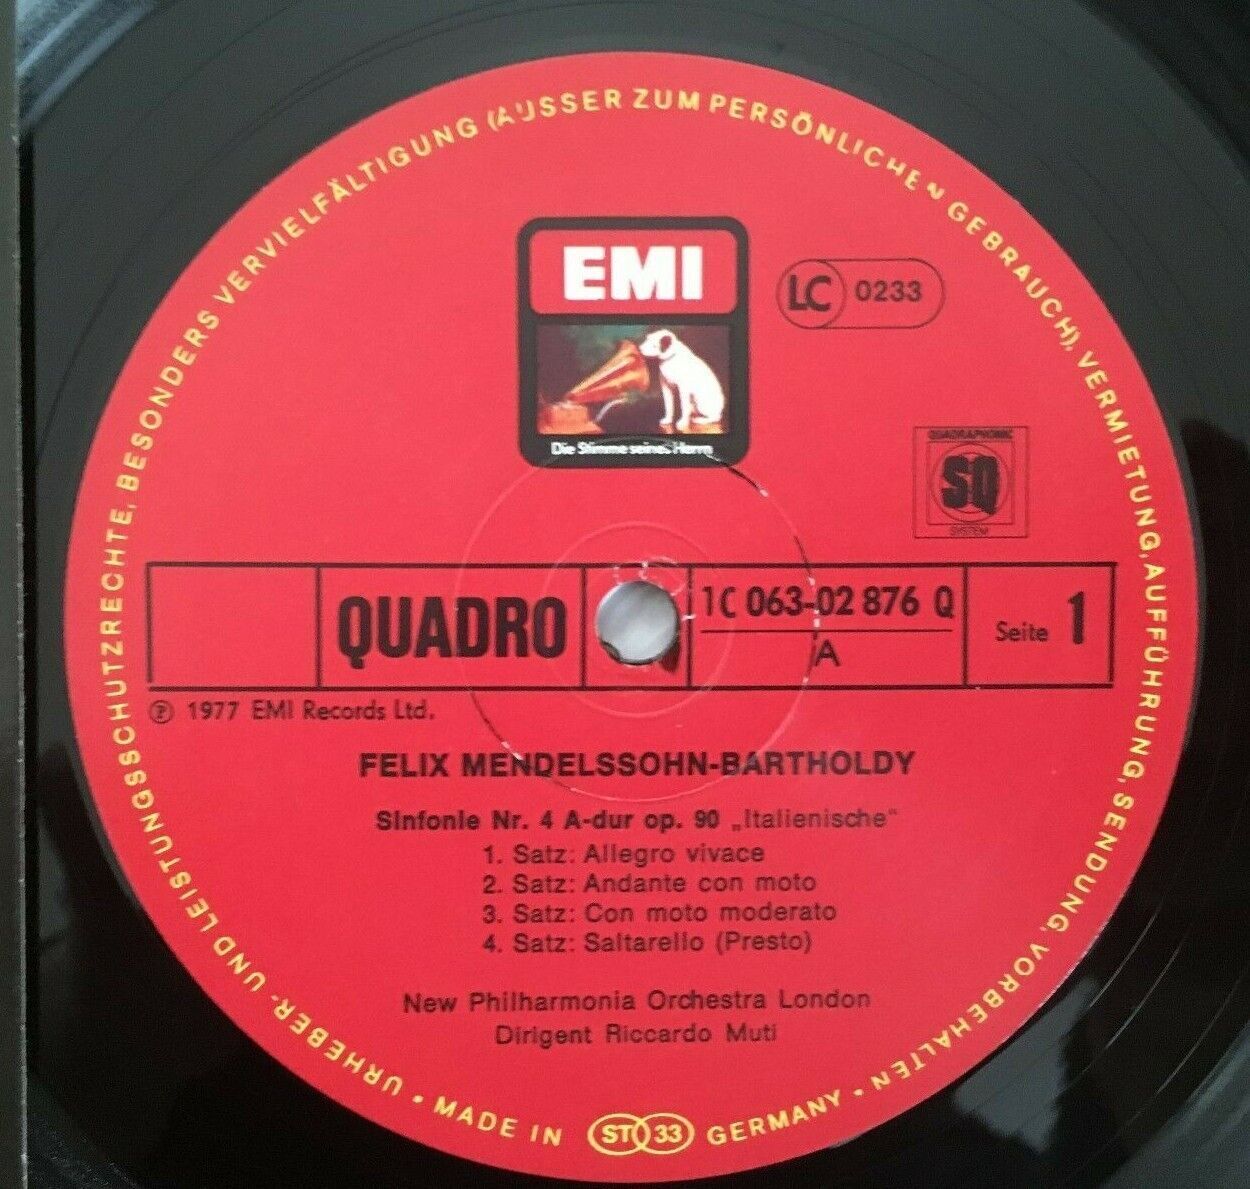 URHEBER- UND LEISTUNGSSCHUTZRECHTE, BESONDERS VERVIELFÄLTIGUNG (AUSSER ZUM PERSÖNLICHEN GEBRAUCH), VERMIETUNG, AUFFÜHRUNG, SENDUNG, VORBEHALTEN
EMI
LC 0233
Die Stimme seines Herrn
QUADRAPHONIC
SQ
SYSTEM
QUADRO
1C 063-02 876 Q
A
Seite 1
℗ 1977 EMI Records Ltd.
FELIX MENDELSSOHN-BARTHOLDY
Sinfonie Nr. 4 A-dur op. 90 „Italienische"
1. Satz: Allegro vivace
2. Satz: Andante con moto
3. Satz: Con moto moderato
4. Satz: Saltarello (Presto)
New Philharmonia Orchestra London
Dirigent Riccardo Muti
• MADE IN ST 33 GERMANY •